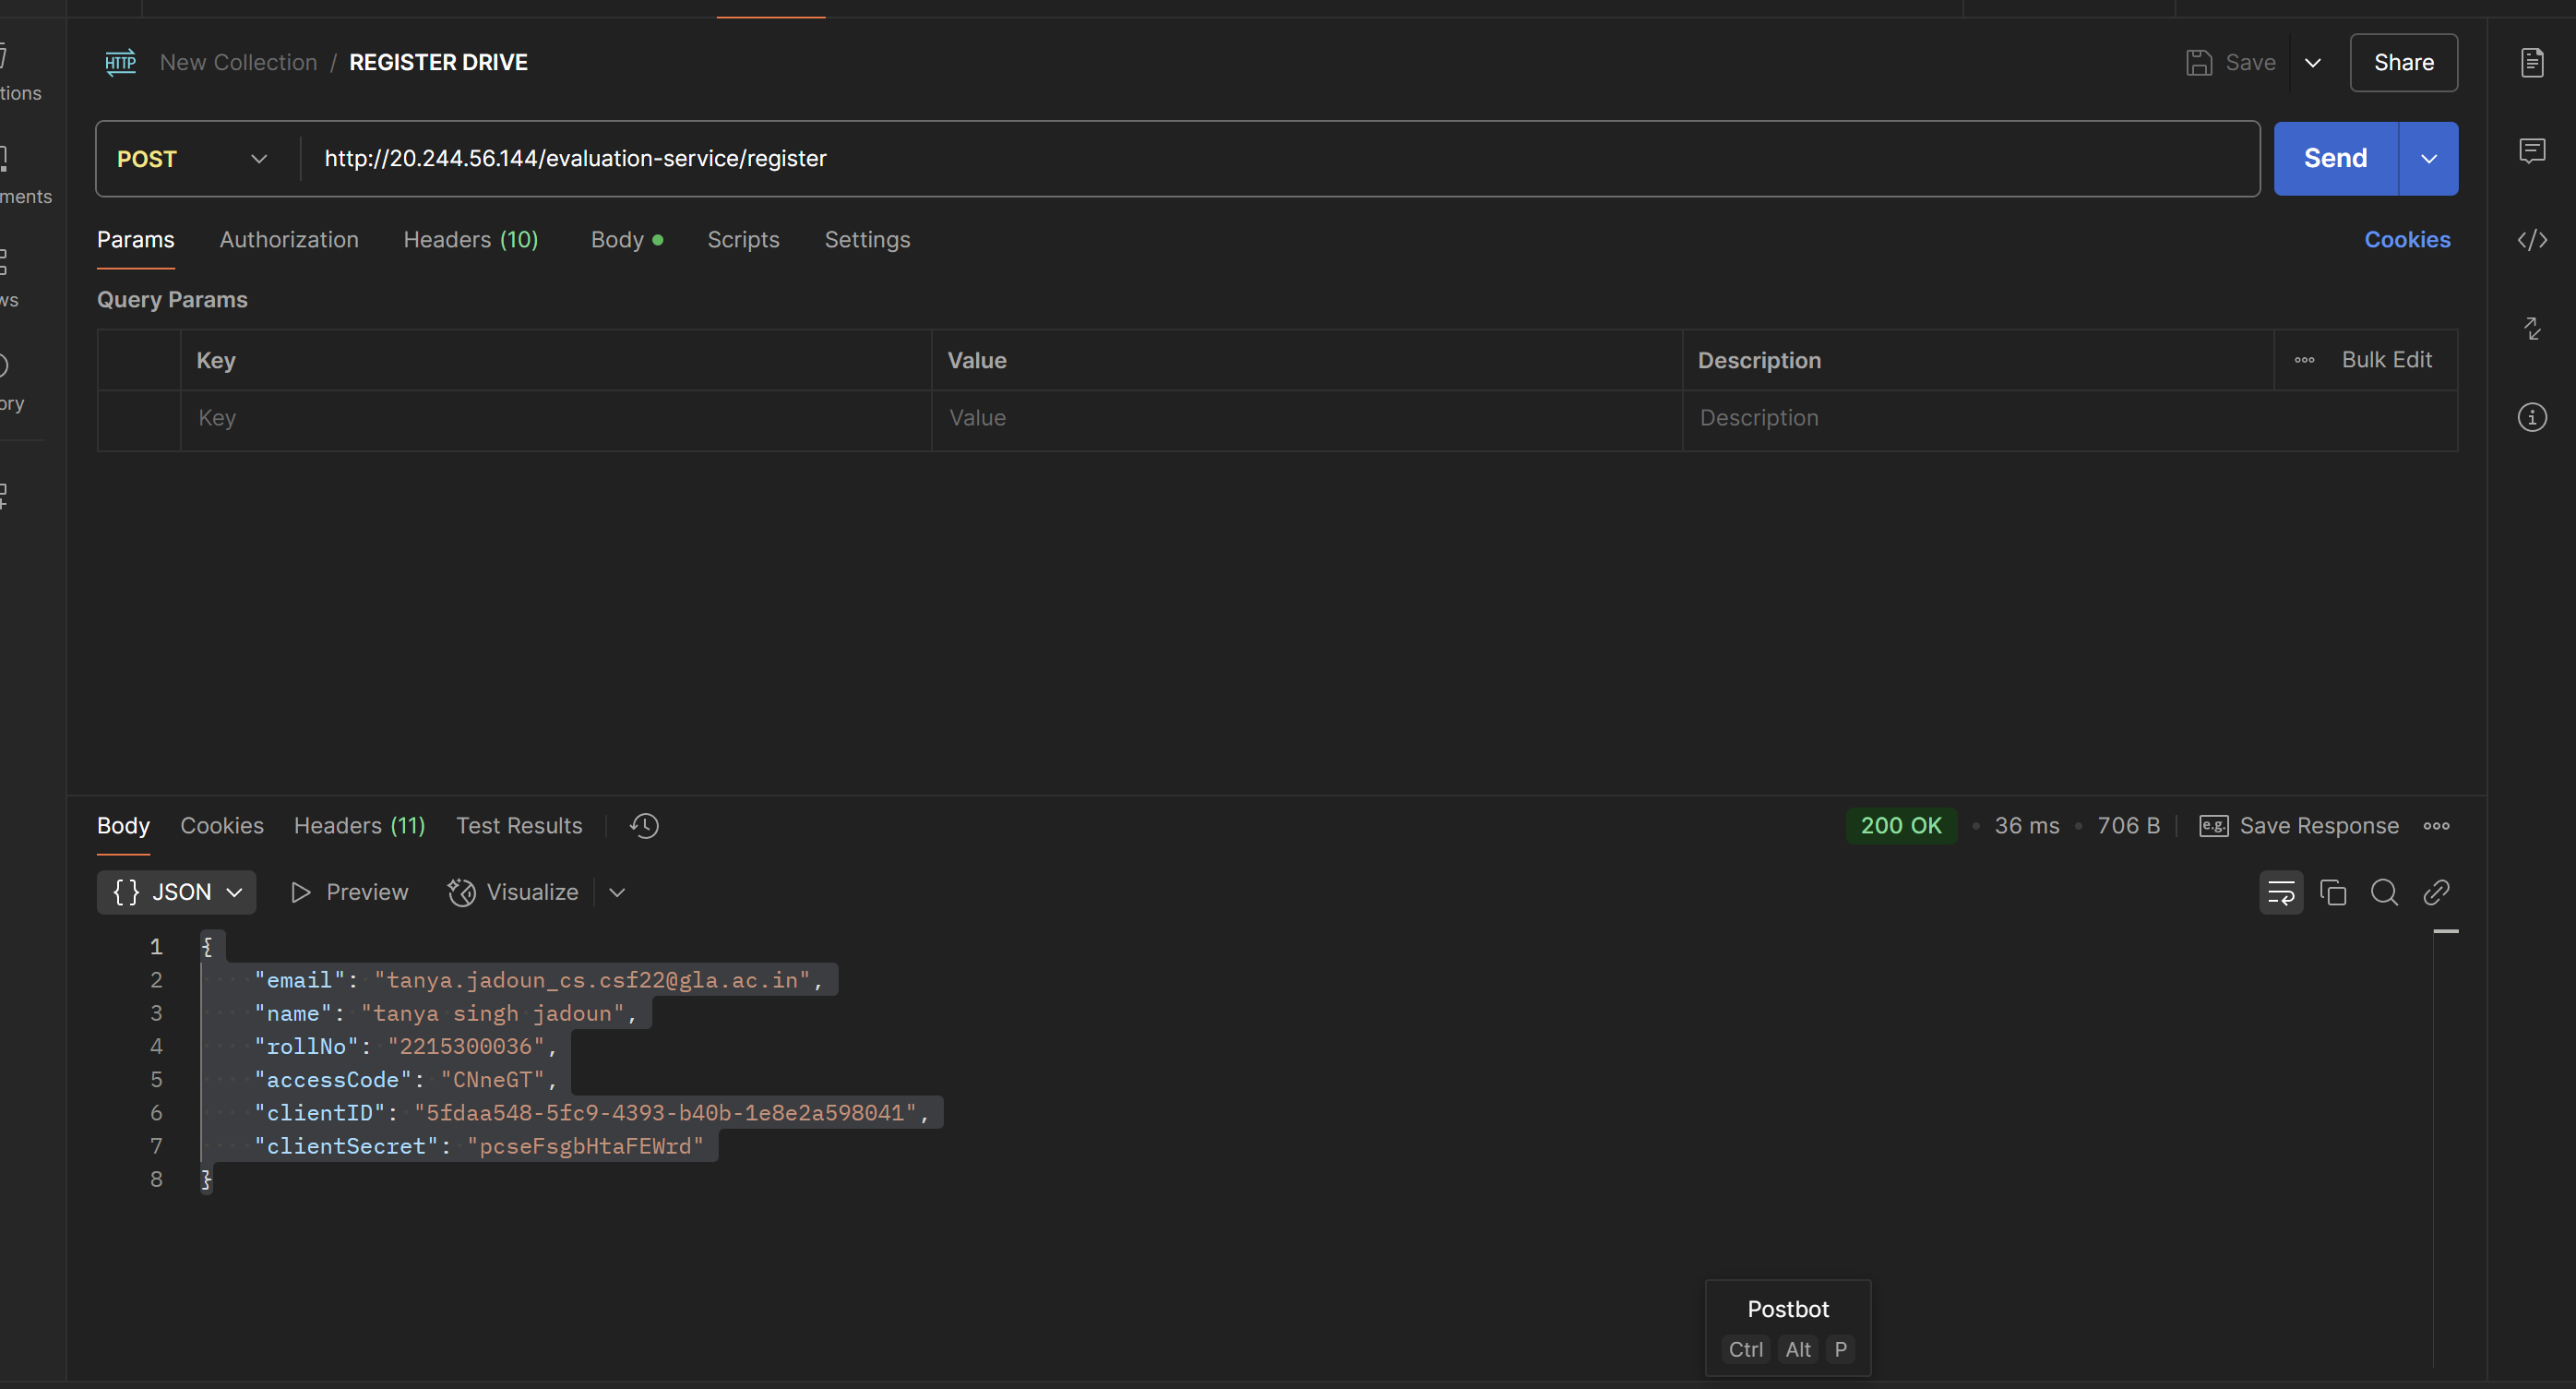 HTTP New Collection / REGISTER DRIVE Save Share
tions
POST http://20.244.56.144/evaluation-service/register Send
ments
Params Authorization Headers (10) Body Scripts Settings Cookies
Query Params
ws
Key Value Description Bulk Edit
Key Value Description
ory
Body Cookies Headers (11) Test Results 200 OK • 36 ms • 706 B e.g. Save Response
{} JSON Preview Visualize
1 {
2 "email": "tanya.jadoun_cs.csf22@gla.ac.in",
3 "name": "tanya singh jadoun",
4 "rollNo": "2215300036",
5 "accessCode": "CNneGT",
6 "clientID": "5fdaa548-5fc9-4393-b40b-1e8e2a598041",
7 "clientSecret": "pcseFsgbHtaFEWrd"
8 }
Postbot
Ctrl Alt P